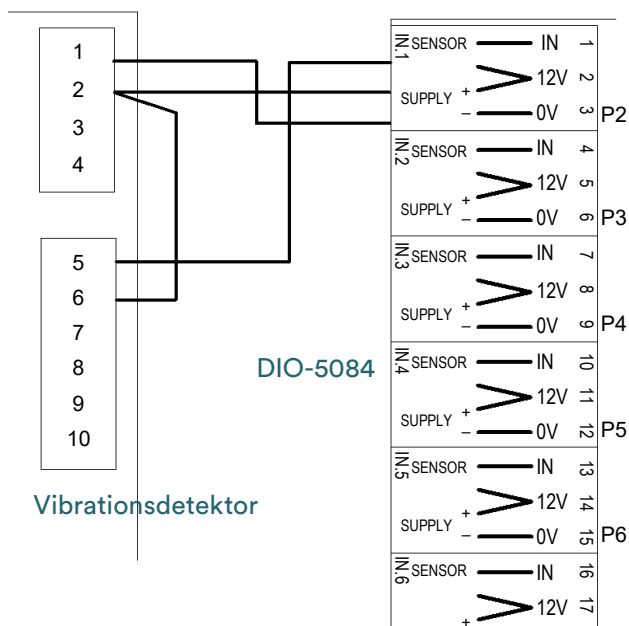 1
2
3
4
5
6
7
8
9
10
Vibrationsdetektor
DIO-5084
IN.1 SENSOR IN 1
12V 2
SUPPLY +
– 0V 3 P2
IN.2 SENSOR IN 4
12V 5
SUPPLY +
– 0V 6 P3
IN.3 SENSOR IN 7
12V 8
SUPPLY +
– 0V 9 P4
IN.4 SENSOR IN 10
12V 11
SUPPLY +
– 0V 12 P5
IN.5 SENSOR IN 13
12V 14
SUPPLY +
– 0V 15 P6
IN.6 SENSOR IN 16
12V 17
+